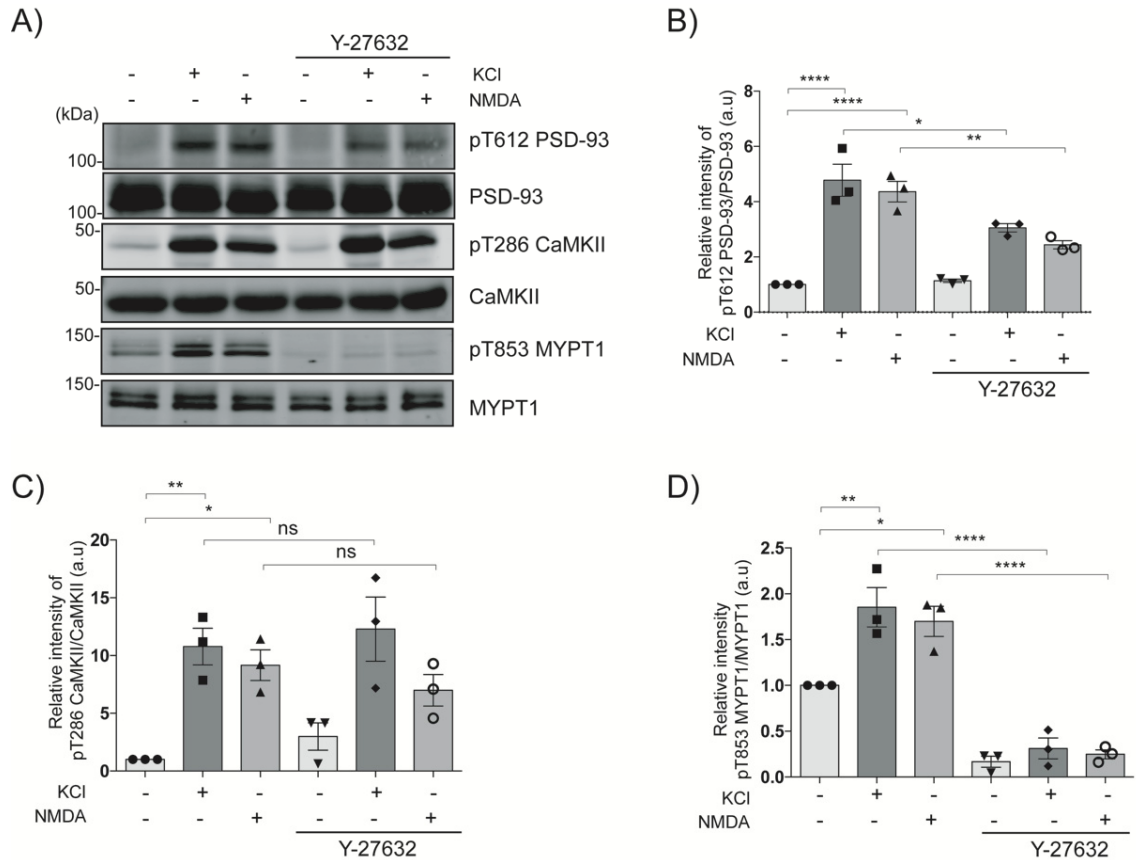 A)
Y-27632
- + - - + - KCl
- - + - - + NMDA
(kDa)
100- pT612 PSD-93
100- PSD-93
50- pT286 CaMKII
50- CaMKII
150- pT853 MYPT1
150- MYPT1
B)
****
****
*
**
Relative intensity of
pT612 PSD-93/PSD-93 (a.u)
8
6
4
2
0
KCl - + - - + -
NMDA - - + - - +
Y-27632
C)
**
*
ns
ns
Relative intensity of
pT286 CaMKII/CaMKII (a.u)
20
15
10
5
0
KCl - + - - + -
NMDA - - + - - +
Y-27632
D)
**
*
****
****
Relative intensity
pT853 MYPT1/MYPT1 (a.u)
2.5
2.0
1.5
1.0
0.5
0.0
KCl - + - - + -
NMDA - - + - - +
Y-27632